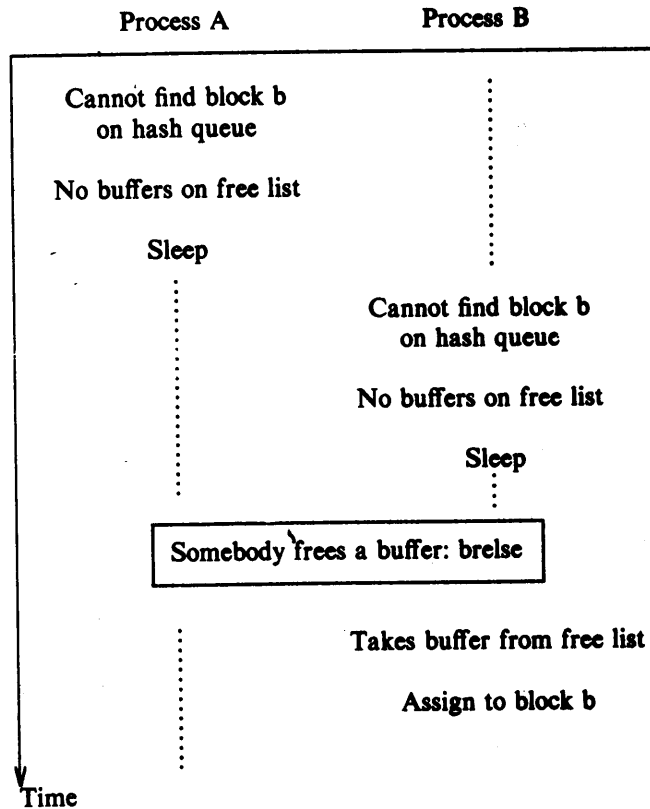 Process A
Process B
Cannot find block b
on hash queue
No buffers on free list
Sleep
Cannot find block b
on hash queue
No buffers on free list
Sleep
Somebody frees a buffer: brelse
Takes buffer from free list
Assign to block b
Time